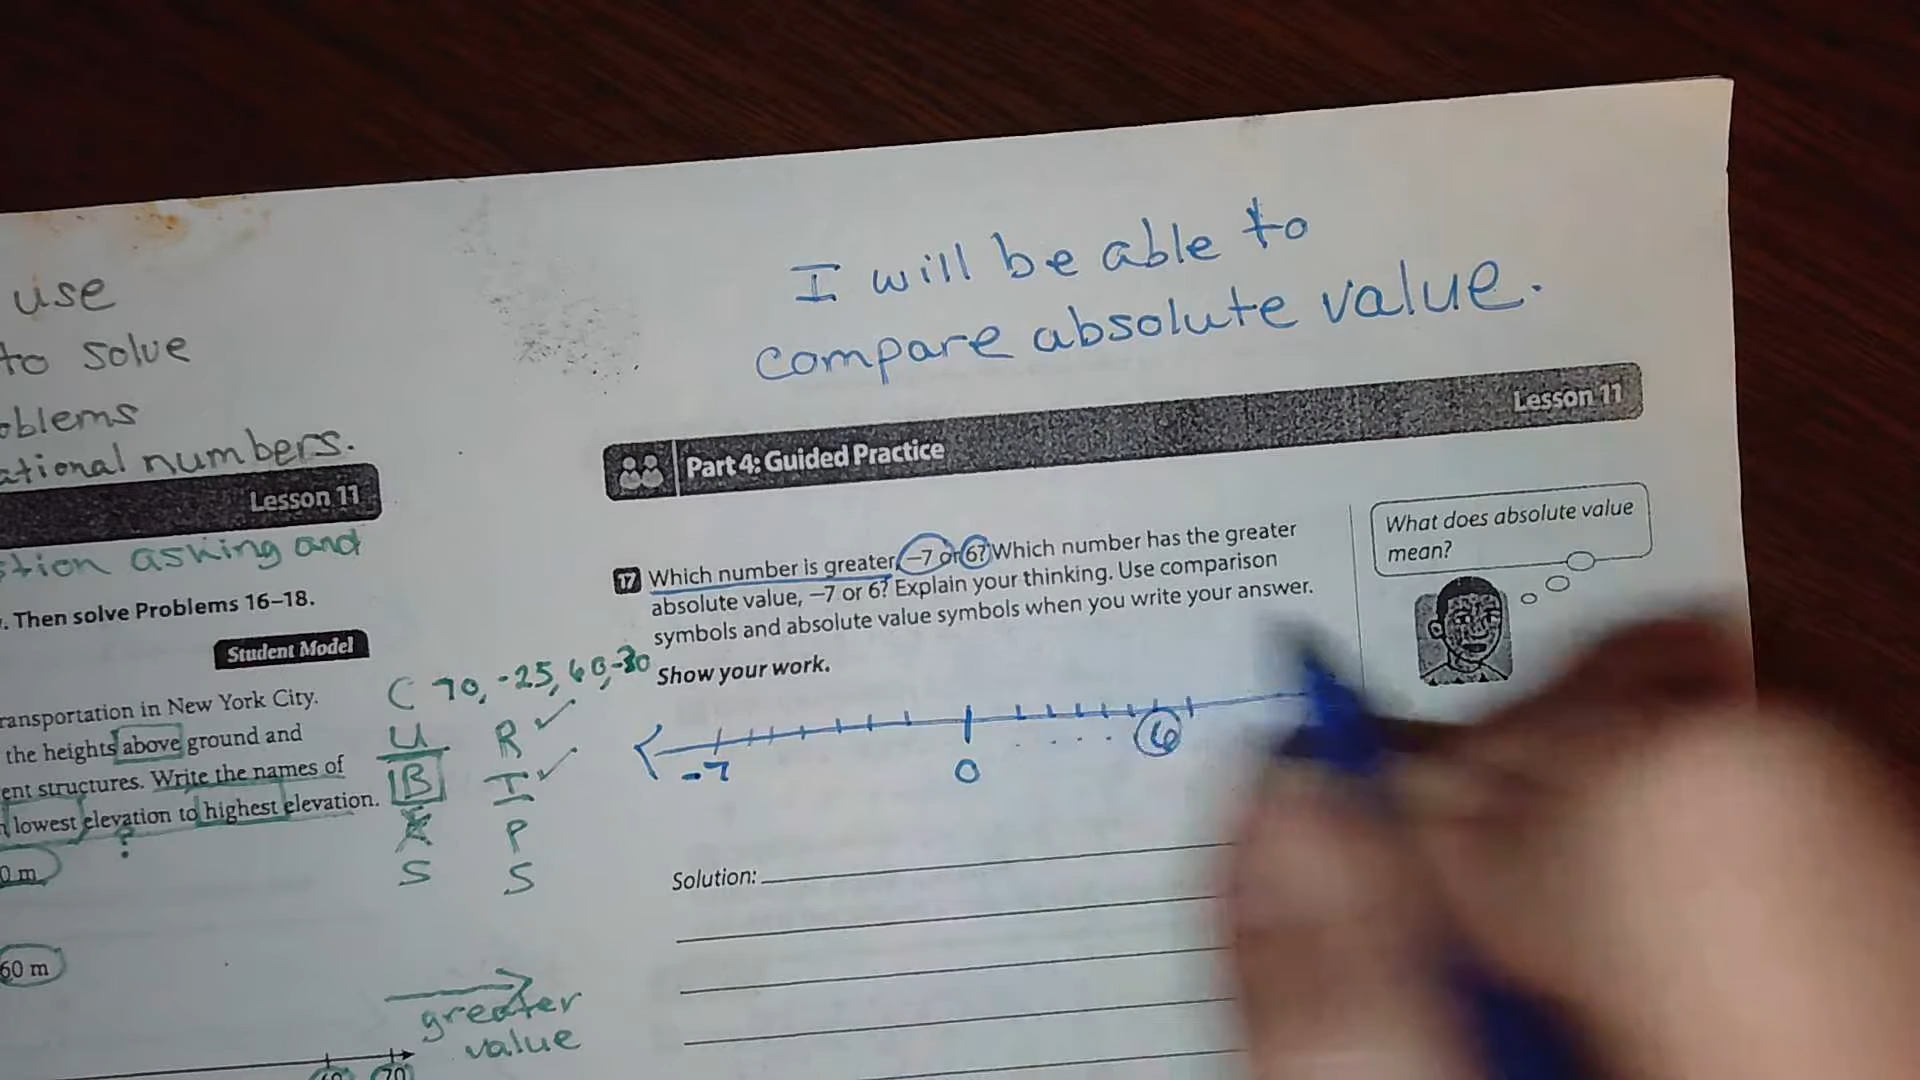 use
to solve
oblems
ational numbers.
Lesson 11
stion asking and
. Then solve Problems 16–18.
Student Model
ransportation in New York City.
the heights above ground and
ent structures. Write the names of
lowest elevation to highest elevation.
?
0 m
60 m
C 70, -25, 60, -30
U R ✓
B I ✓
P
S S
greater
value
70
I will be able to
compare absolute value.
Part 4: Guided Practice
Lesson 11
17 Which number is greater, −7 or 6? Which number has the greater
absolute value, −7 or 6? Explain your thinking. Use comparison
symbols and absolute value symbols when you write your answer.
Show your work.
-7 0 6
Solution:
What does absolute value
mean?